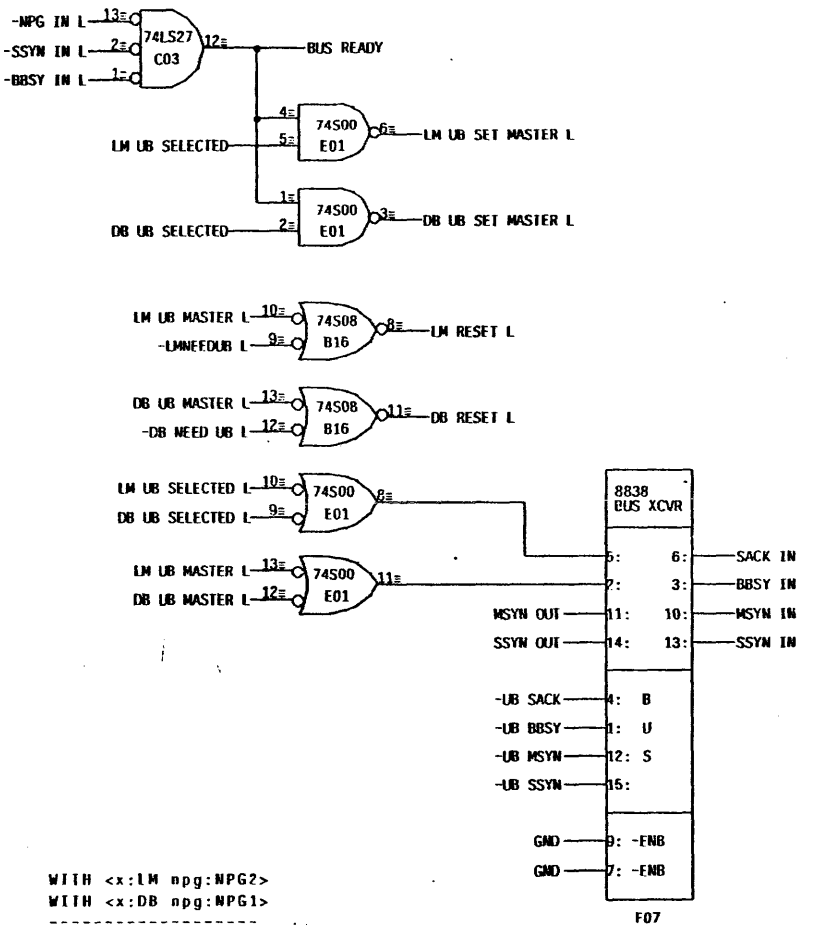 -NPG IN L 13
-SSYN IN L 2
-BBSY IN L 1
74LS27
C03
12
BUS READY
4
LM UB SELECTED 5
74S00
E01
6 LM UB SET MASTER L
1
DB UB SELECTED 2
74S00
E01
3 DB UB SET MASTER L
LM UB MASTER L 10
-LMNEEDUB L 9
74S08
B16
8 LM RESET L
DB UB MASTER L 13
-DB NEED UB L 12
74S08
B16
11 DB RESET L
LM UB SELECTED L 10
DB UB SELECTED L 9
74S00
E01
8
LM UB MASTER L 13
DB UB MASTER L 12
74S00
E01
11
8838
BUS XCVR
5: 6: SACK IN
2: 3: BBSY IN
MSYN OUT 11: 10: MSYN IN
SSYN OUT 14: 13: SSYN IN
-UB SACK 4: B
-UB BBSY 1: U
-UB MSYN 12: S
-UB SSYN 15:
GND 9: -ENB
GND 7: -ENB
F07
WITH <x:LM npg:NPG2>
WITH <x:DB npg:NPG1>
-------------------